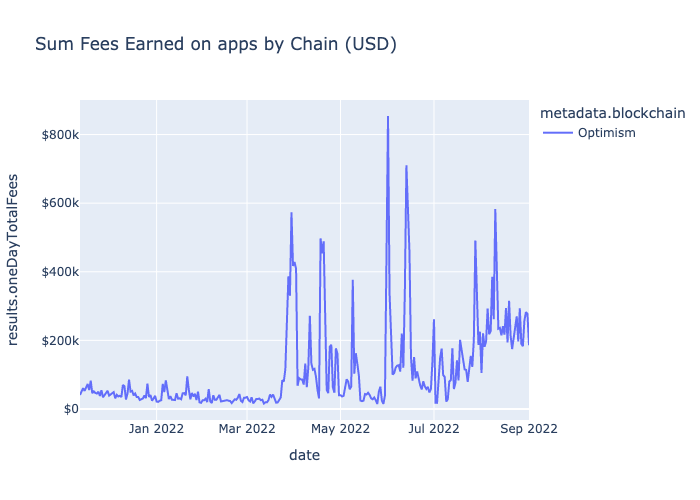 Sum Fees Earned on apps by Chain (USD)
metadata.blockchain
Optimism
results.oneDayTotalFees
$800k
$600k
$400k
$200k
$0
Jan 2022
Mar 2022
May 2022
Jul 2022
Sep 2022
date